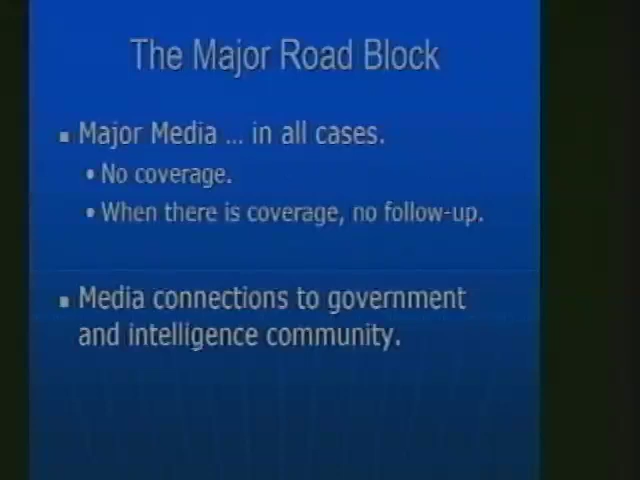 The Major Road Block
▪ Major Media ... in all cases.
• No coverage.
• When there is coverage, no follow-up.
▪ Media connections to government
and intelligence community.